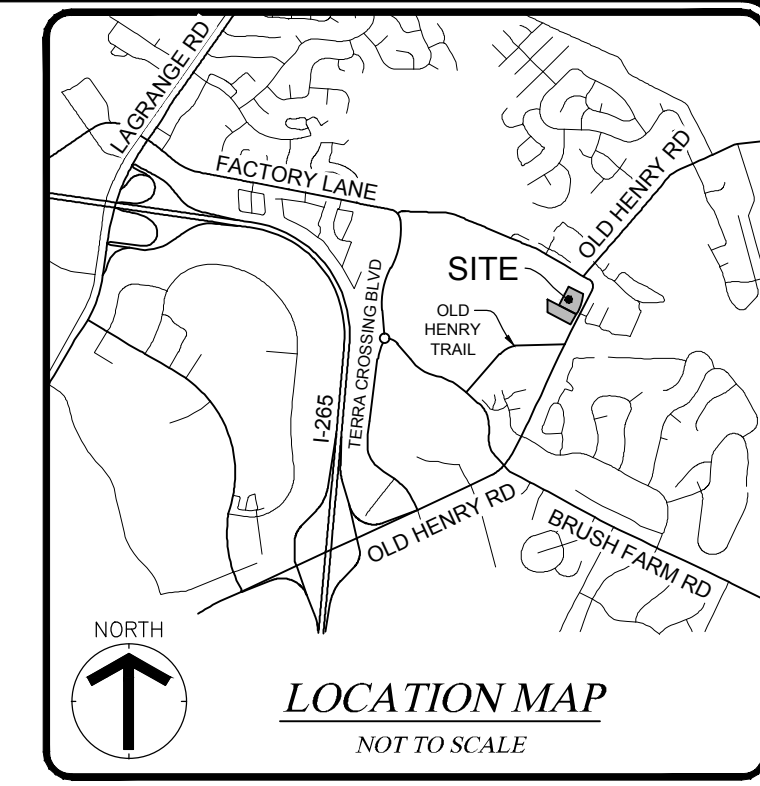 LAGRANGE RD
FACTORY LANE
OLD HENRY RD
SITE
OLD
HENRY
TRAIL
TERRA CROSSING BLVD
I-265
OLD HENRY RD
BRUSH FARM RD
NORTH
LOCATION MAP
NOT TO SCALE